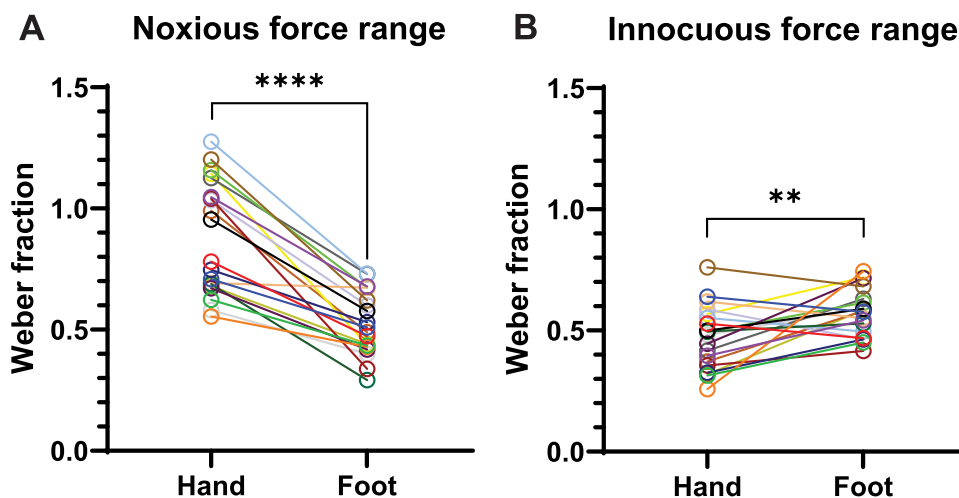 A Noxious force range
B Innocuous force range
****
**
Weber fraction
1.5
1.0
0.5
0.0
Hand Foot
Weber fraction
1.5
1.0
0.5
0.0
Hand Foot